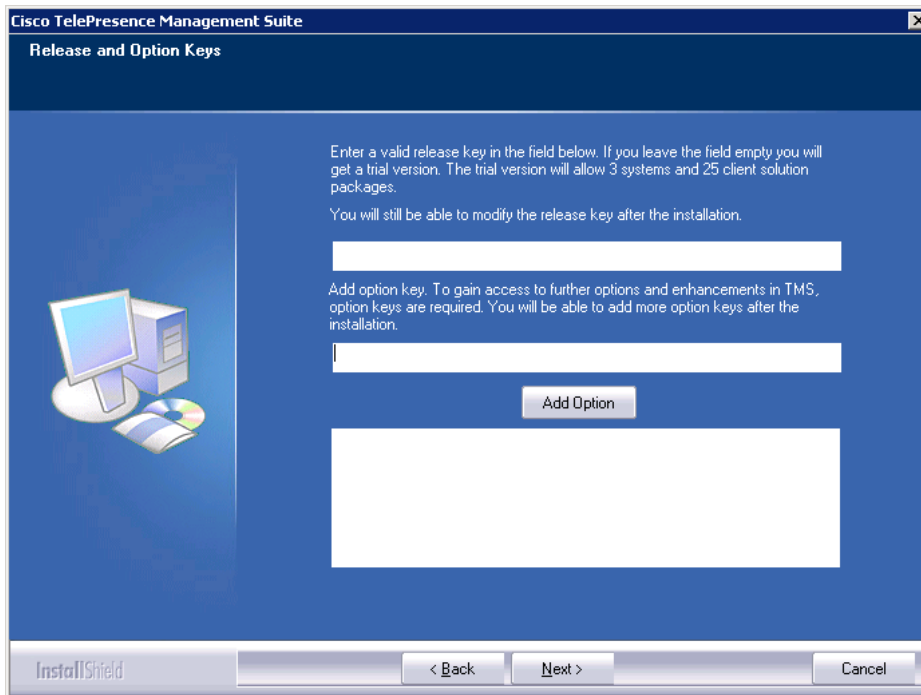 Cisco TelePresence Management Suite
Release and Option Keys
Enter a valid release key in the field below. If you leave the field empty you will
get a trial version. The trial version will allow 3 systems and 25 client solution
packages.
You will still be able to modify the release key after the installation.
Add option key. To gain access to further options and enhancements in TMS,
option keys are required. You will be able to add more option keys after the
installation.
Add Option
InstallShield
< Back
Next >
Cancel